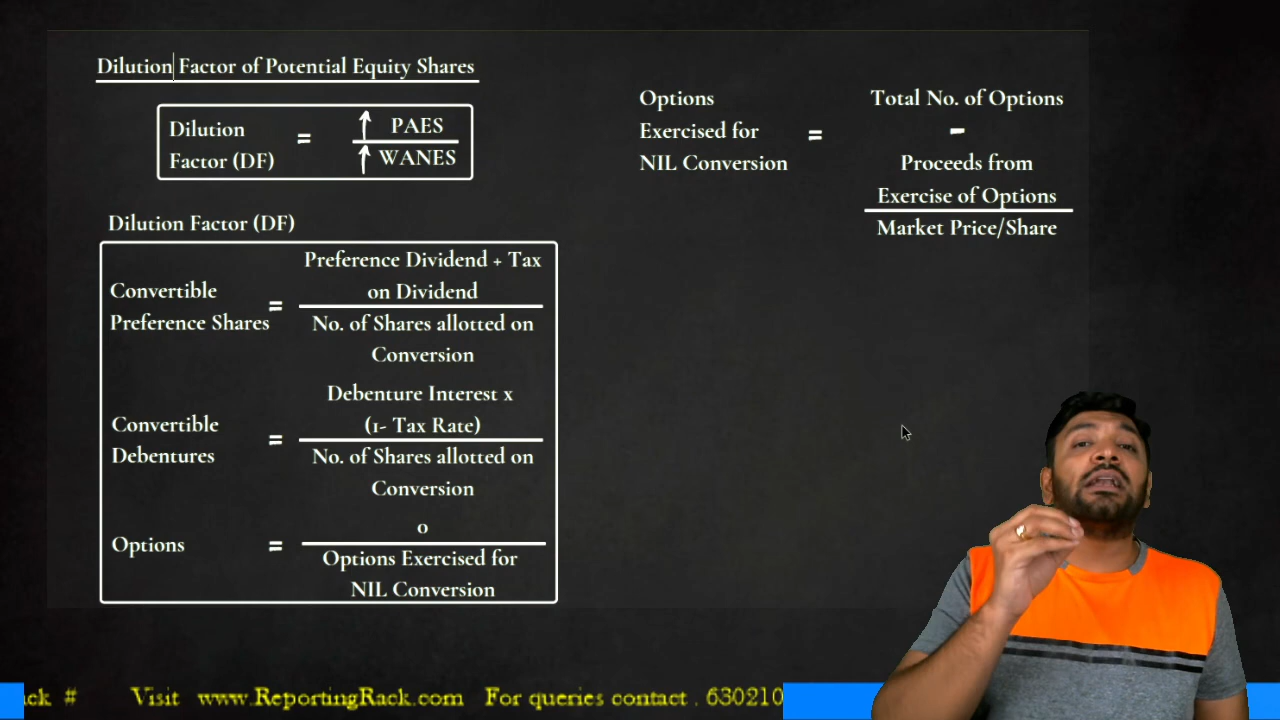 Dilution Factor of Potential Equity Shares
Dilution
Factor (DF)
=
↑ PAES
↑ WANES
Dilution Factor (DF)
Convertible
Preference Shares
=
Preference Dividend + Tax
on Dividend
No. of Shares allotted on
Conversion
Convertible
Debentures
=
Debenture Interest x
(1- Tax Rate)
No. of Shares allotted on
Conversion
Options
=
0
Options Exercised for
NIL Conversion
Options
Exercised for
NIL Conversion
=
Total No. of Options
-
Proceeds from
Exercise of Options
Market Price/Share
# Visit www.ReportingRack.com For queries contact . 630210